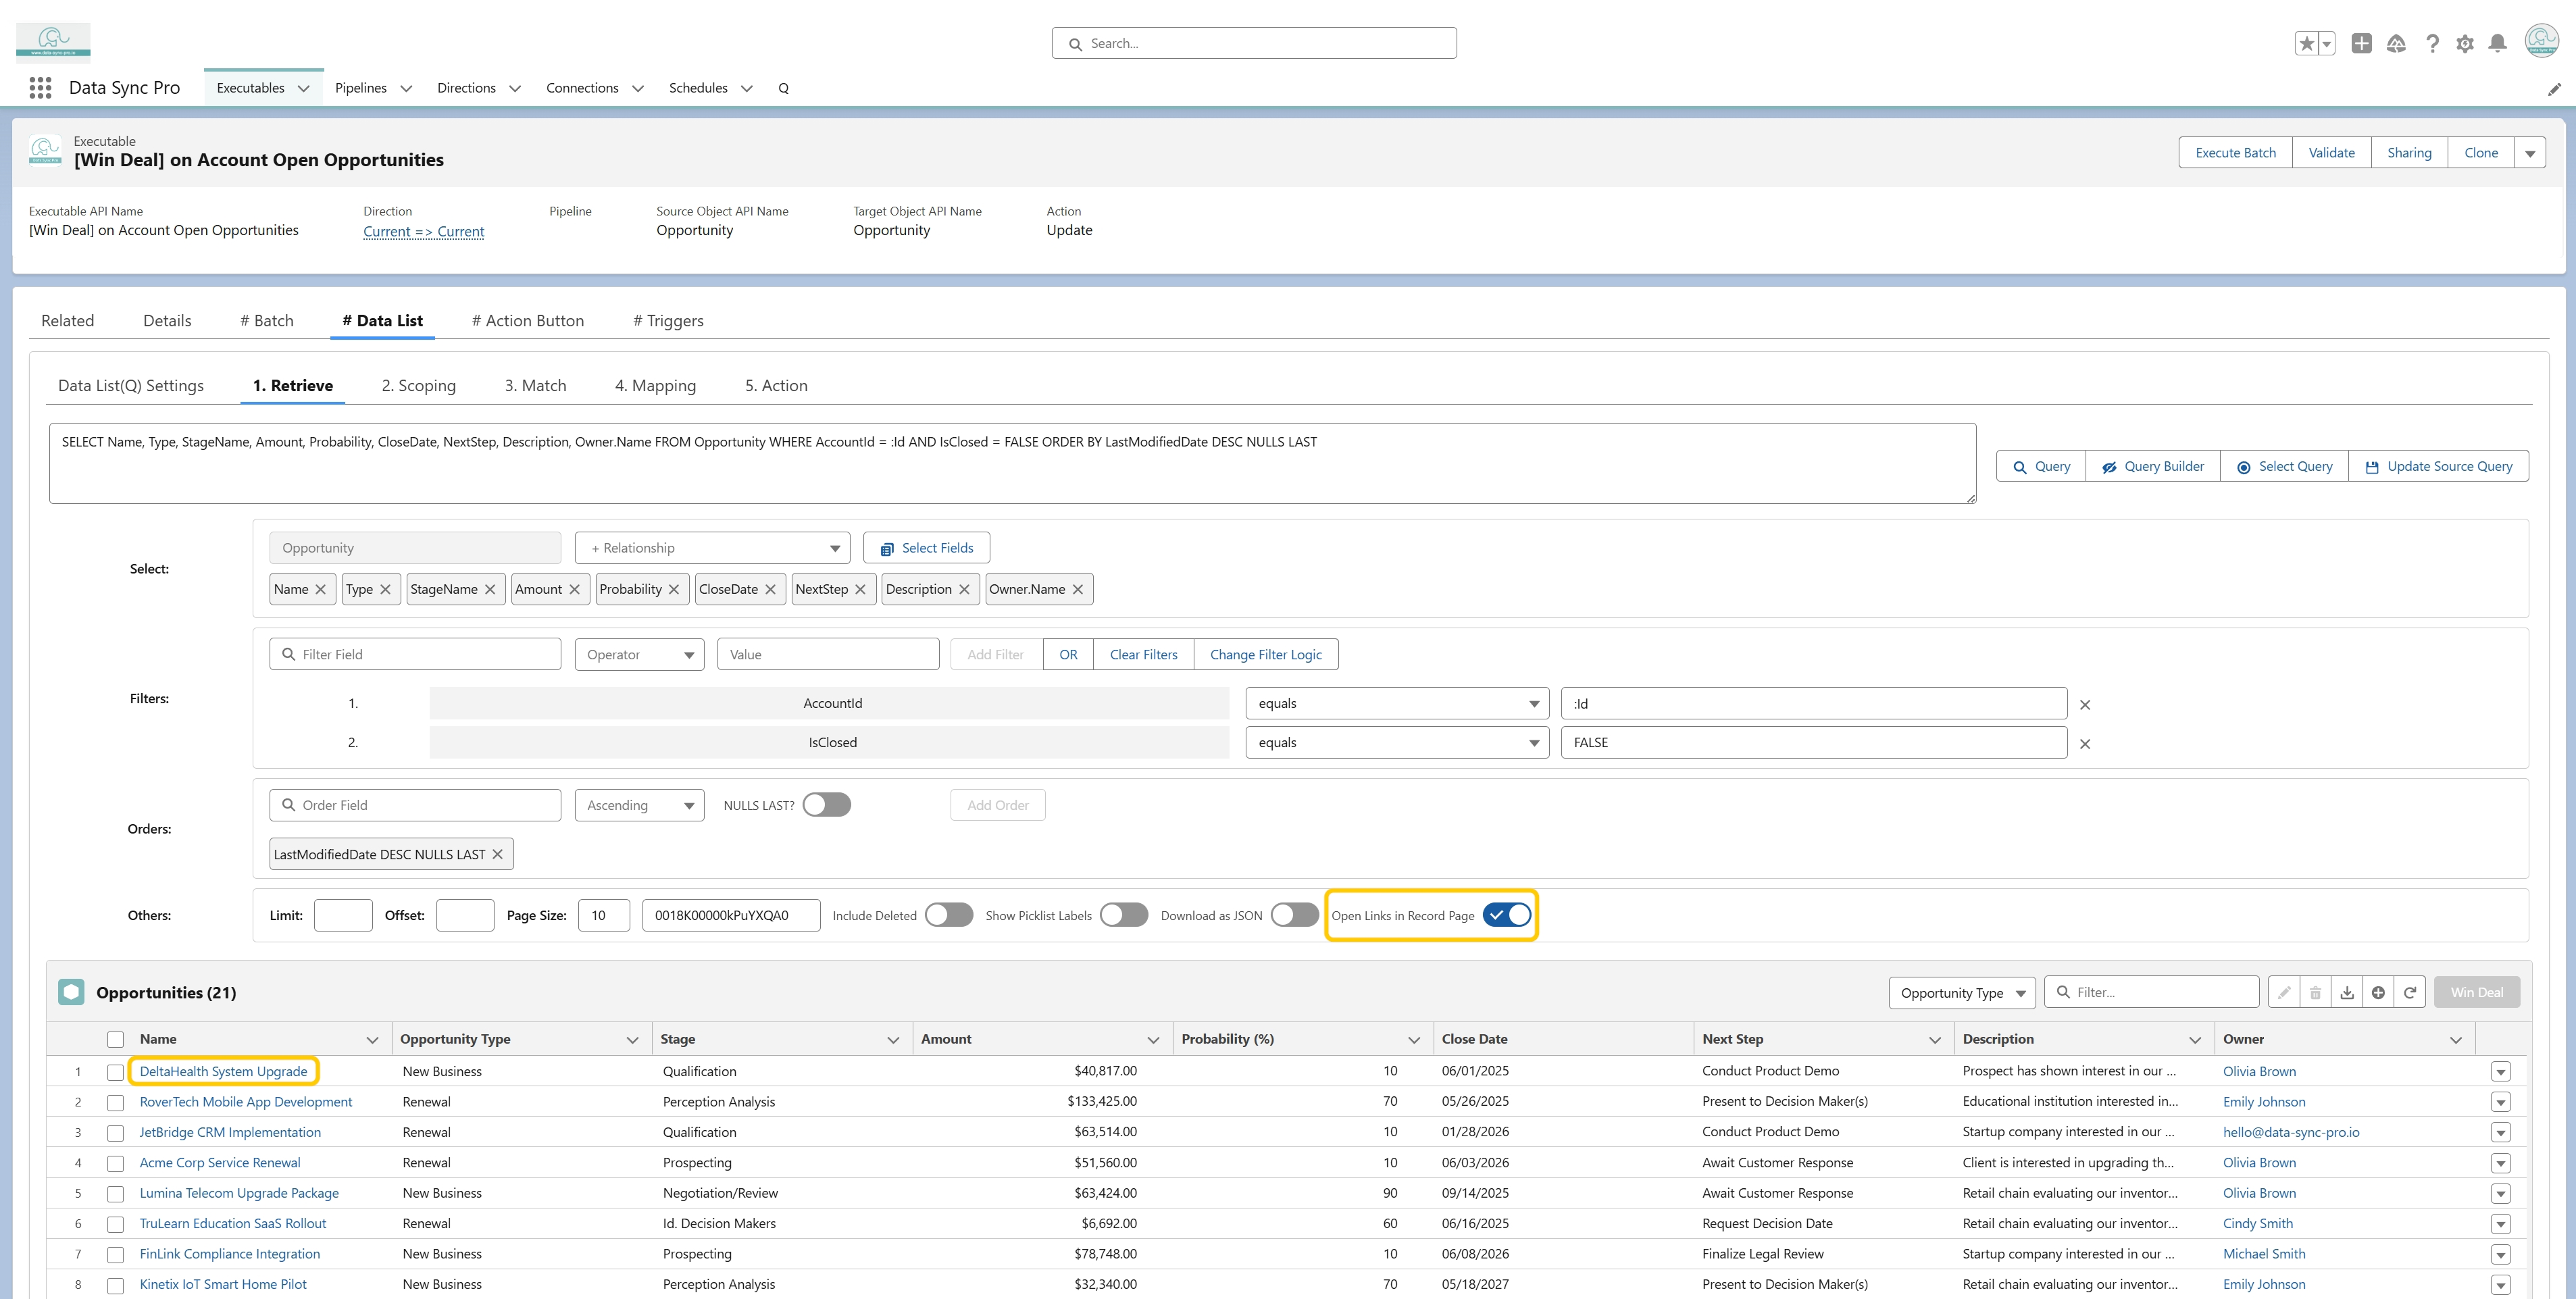 www.data-sync-pro.io
Search...
Data Sync Pro
Executables
Pipelines
Directions
Connections
Schedules
Q
Executable
[Win Deal] on Account Open Opportunities
Execute Batch
Validate
Sharing
Clone
Executable API Name
Direction
Pipeline
Source Object API Name
Target Object API Name
Action
[Win Deal] on Account Open Opportunities
Current => Current
Opportunity
Opportunity
Update
Related
Details
# Batch
# Data List
# Action Button
# Triggers
Data List(Q) Settings
1. Retrieve
2. Scoping
3. Match
4. Mapping
5. Action
SELECT Name, Type, StageName, Amount, Probability, CloseDate, NextStep, Description, Owner.Name FROM Opportunity WHERE AccountId = :Id AND IsClosed = FALSE ORDER BY LastModifiedDate DESC NULLS LAST
Query
Query Builder
Select Query
Update Source Query
Select:
Opportunity
+ Relationship
Select Fields
Name
Type
StageName
Amount
Probability
CloseDate
NextStep
Description
Owner.Name
Filters:
Filter Field
Operator
Value
Add Filter
OR
Clear Filters
Change Filter Logic
1. AccountId equals :Id
2. IsClosed equals FALSE
Orders:
Order Field
Ascending
NULLS LAST?
Add Order
LastModifiedDate DESC NULLS LAST
Others:
Limit:
Offset:
Page Size: 10
0018K00000kPuYXQA0
Include Deleted
Show Picklist Labels
Download as JSON
Open Links in Record Page
Opportunities (21)
Opportunity Type
Filter...
Win Deal
Name Opportunity Type Stage Amount Probability (%) Close Date Next Step Description Owner
1 DeltaHealth System Upgrade New Business Qualification $40,817.00 10 06/01/2025 Conduct Product Demo Prospect has shown interest in our ... Olivia Brown
2 RoverTech Mobile App Development Renewal Perception Analysis $133,425.00 70 05/26/2025 Present to Decision Maker(s) Educational institution interested in... Emily Johnson
3 JetBridge CRM Implementation Renewal Qualification $63,514.00 10 01/28/2026 Conduct Product Demo Startup company interested in our ... hello@data-sync-pro.io
4 Acme Corp Service Renewal Renewal Prospecting $51,560.00 10 06/03/2026 Await Customer Response Client is interested in upgrading th... Olivia Brown
5 Lumina Telecom Upgrade Package New Business Negotiation/Review $63,424.00 90 09/14/2025 Await Customer Response Retail chain evaluating our inventor... Olivia Brown
6 TruLearn Education SaaS Rollout Renewal Id. Decision Makers $6,692.00 60 06/16/2025 Request Decision Date Retail chain evaluating our inventor... Cindy Smith
7 FinLink Compliance Integration New Business Prospecting $78,748.00 10 06/08/2026 Finalize Legal Review Startup company interested in our ... Michael Smith
8 Kinetix IoT Smart Home Pilot New Business Perception Analysis $32,340.00 70 05/18/2027 Present to Decision Maker(s) Retail chain evaluating our inventor... Emily Johnson